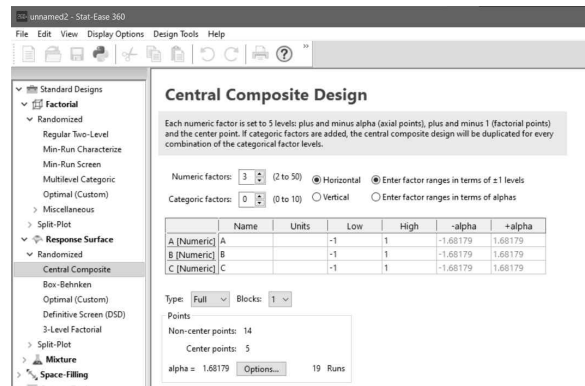 unnamed2 - Stat-Ease 360
File Edit View Display Options Design Tools Help
Standard Designs
Factorial
Randomized
Regular Two-Level
Min-Run Characterize
Min-Run Screen
Multilevel Categoric
Optimal (Custom)
Miscellaneous
Split-Plot
Response Surface
Randomized
Central Composite
Box-Behnken
Optimal (Custom)
Definitive Screen (DSD)
3-Level Factorial
Split-Plot
Mixture
Space-Filling
Central Composite Design
Each numeric factor is set to 5 levels: plus and minus alpha (axial points), plus and minus 1 (factorial points)
and the center point. If categoric factors are added, the central composite design will be duplicated for every
combination of the categorical factor levels.
Numeric factors: 3 (2 to 50) Horizontal Enter factor ranges in terms of ±1 levels
Categoric factors: 0 (0 to 10) Vertical Enter factor ranges in terms of alphas
Name Units Low High -alpha +alpha
A [Numeric] A -1 1 -1.68179 1.68179
B [Numeric] B -1 1 -1.68179 1.68179
C [Numeric] C -1 1 -1.68179 1.68179
Type: Full Blocks: 1
Points
Non-center points: 14
Center points: 5
alpha = 1.68179 Options... 19 Runs